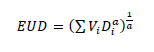 EUD = (∑ V_i D_i^a)^{1/a}